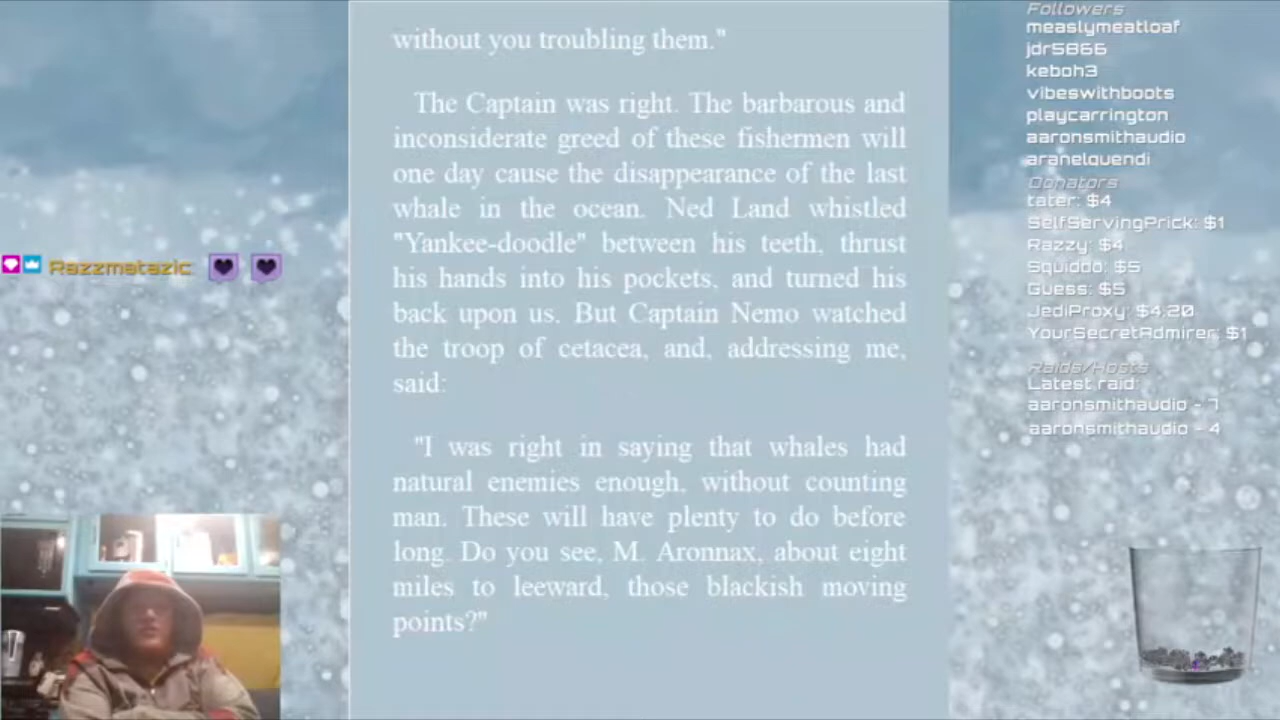 without you troubling them."
The Captain was right. The barbarous and
inconsiderate greed of these fishermen will
one day cause the disappearance of the last
whale in the ocean. Ned Land whistled
"Yankee-doodle" between his teeth, thrust
his hands into his pockets, and turned his
back upon us. But Captain Nemo watched
the troop of cetacea, and, addressing me,
said:
"I was right in saying that whales had
natural enemies enough, without counting
man. These will have plenty to do before
long. Do you see, M. Aronnax, about eight
miles to leeward, those blackish moving
points?"
Razzmatazic
Followers
measlymeatloaf
jdr5866
keboh3
vibeswithboots
playcarrington
aaronsmithaudio
aranelquendi
Donators
tater: $4
SelfServingPrick: $1
Razzy: $4
Squidda: $5
Guess: $5
JediProxy: $4.20
YourSecretAdmirer: $1
Raids/Hosts
Latest raid:
aaronsmithaudio - 7
aaronsmithaudio - 4